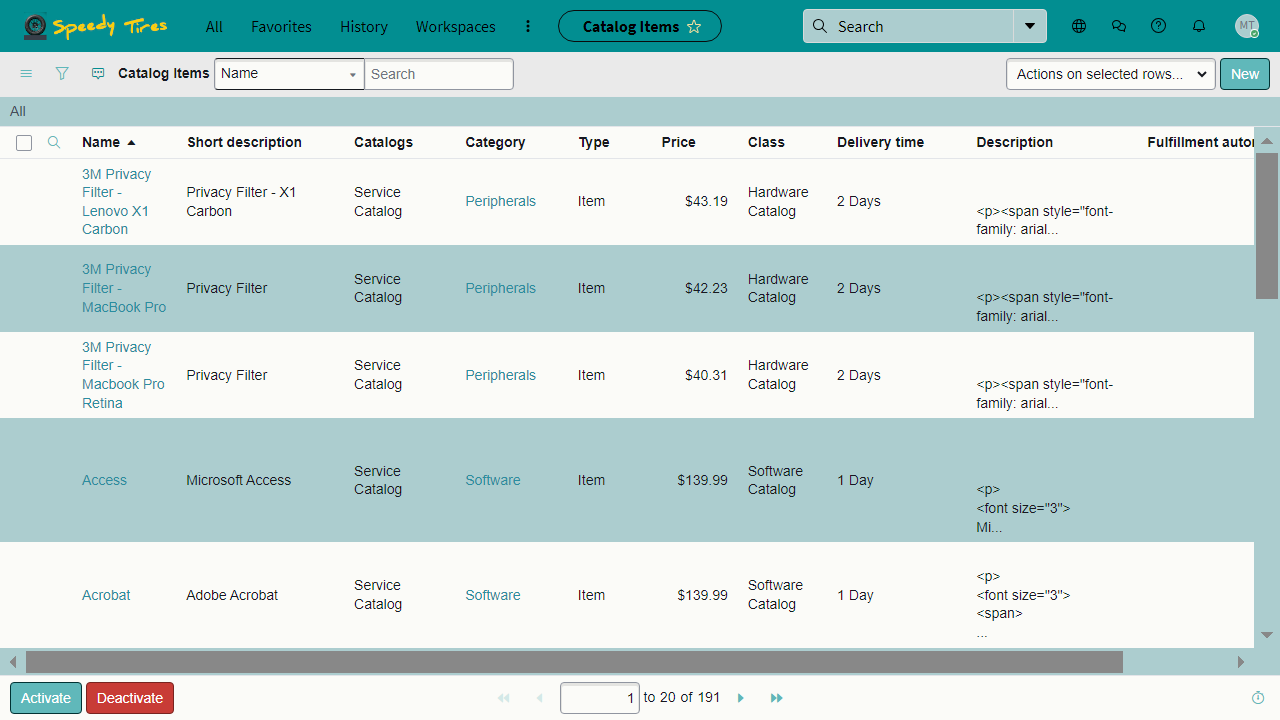 Speedy Tires
All
Favorites
History
Workspaces
Catalog Items
Search
MT
Catalog Items
Name
Search
Actions on selected rows...
New
All
Name
Short description
Catalogs
Category
Type
Price
Class
Delivery time
Description
Fulfillment autom
3M Privacy
Filter -
Lenovo X1
Carbon
Privacy Filter - X1
Carbon
Service
Catalog
Peripherals
Item
$43.19
Hardware
Catalog
2 Days
<p><span style="font-
family: arial...
3M Privacy
Filter -
MacBook Pro
Privacy Filter
Service
Catalog
Peripherals
Item
$42.23
Hardware
Catalog
2 Days
<p><span style="font-
family: arial...
3M Privacy
Filter -
Macbook Pro
Retina
Privacy Filter
Service
Catalog
Peripherals
Item
$40.31
Hardware
Catalog
2 Days
<p><span style="font-
family: arial...
Access
Microsoft Access
Service
Catalog
Software
Item
$139.99
Software
Catalog
1 Day
<p>
<font size="3">
Mi...
Acrobat
Adobe Acrobat
Service
Catalog
Software
Item
$139.99
Software
Catalog
1 Day
<p>
<font size="3">
<span>
...
Activate
Deactivate
1 to 20 of 191